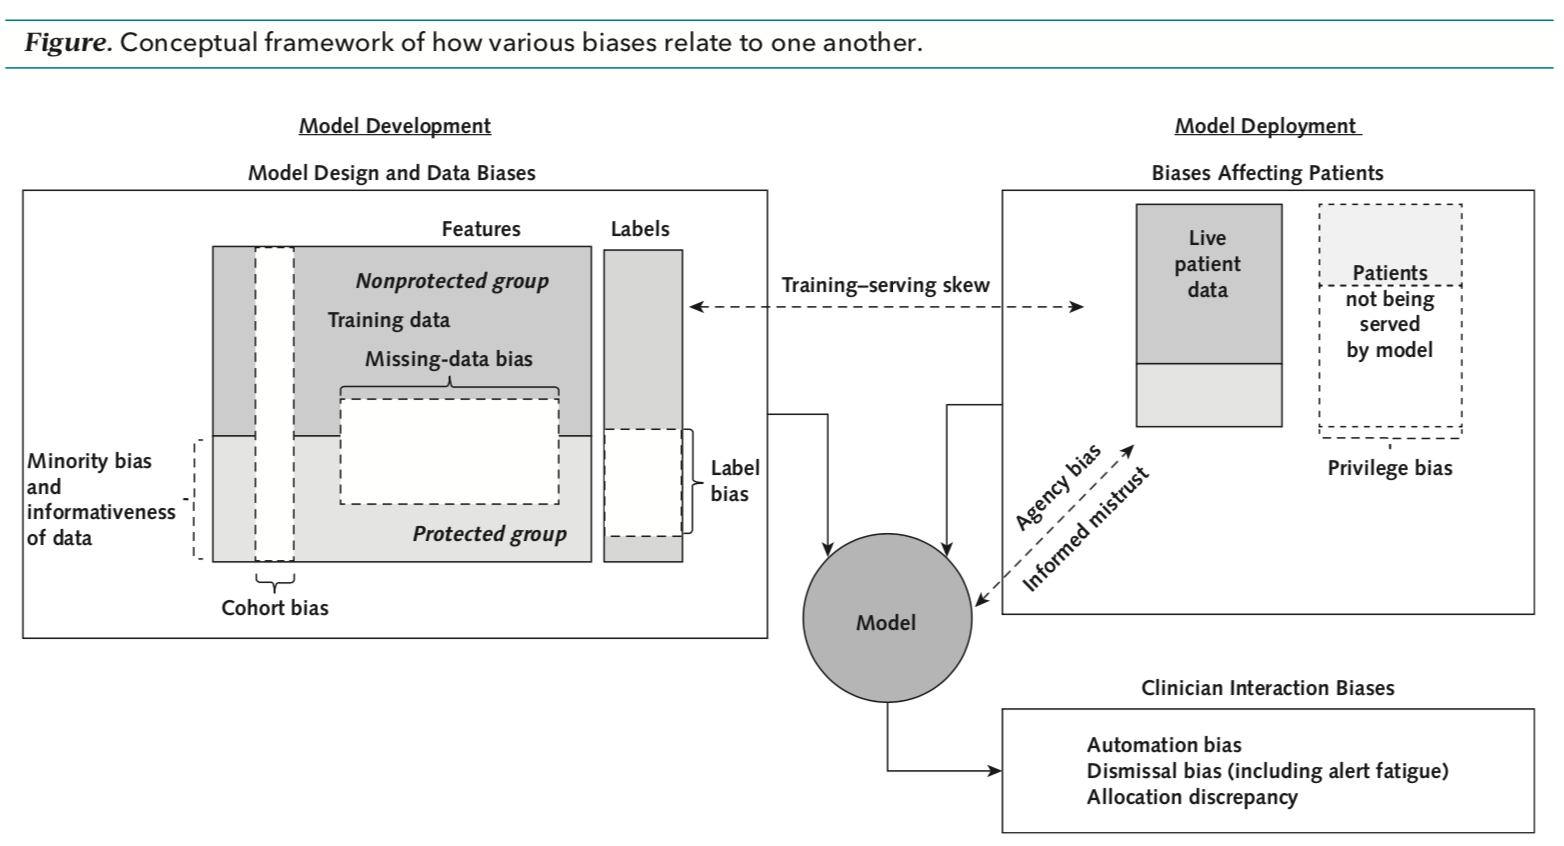 Figure. Conceptual framework of how various biases relate to one another.
Model Development
Model Design and Data Biases
Features
Labels
Nonprotected group
Training data
Missing-data bias
Minority bias
and
informativeness
of data
Protected group
Label
bias
Cohort bias
Training–serving skew
Model Deployment
Biases Affecting Patients
Live
patient
data
Patients
not being
served
by model
Privilege bias
Agency bias
Informed mistrust
Model
Clinician Interaction Biases
Automation bias
Dismissal bias (including alert fatigue)
Allocation discrepancy